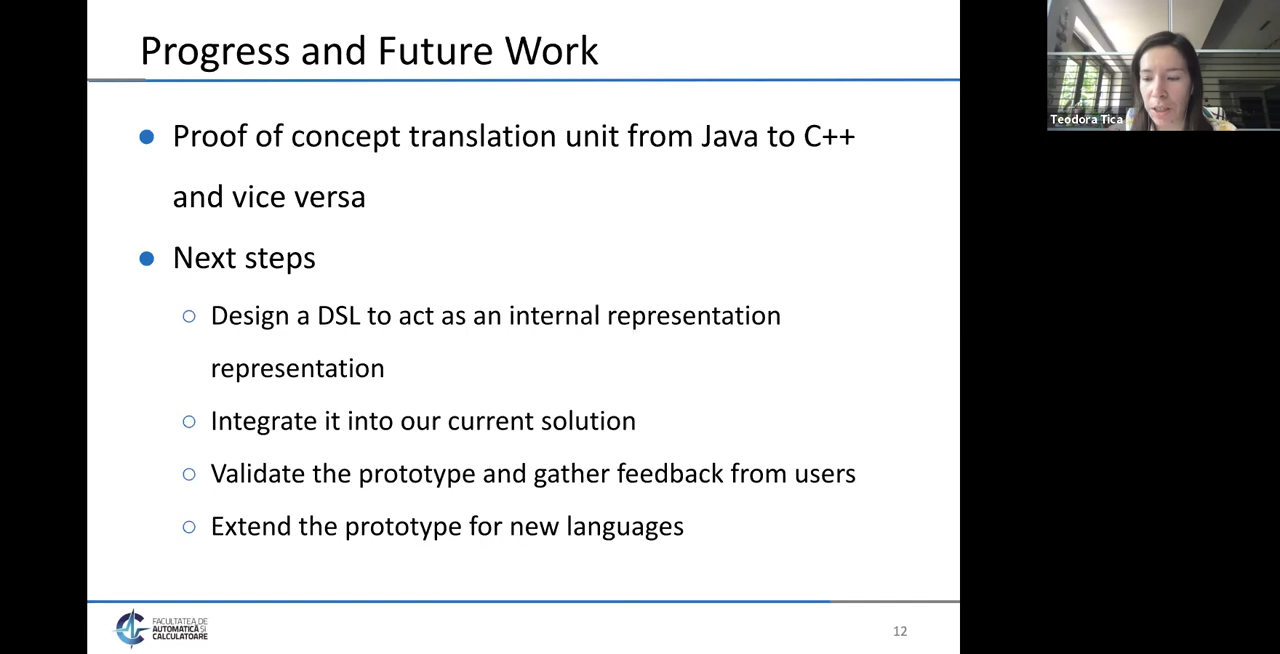 Progress and Future Work
Teodora Tica
● Proof of concept translation unit from Java to C++
and vice versa
● Next steps
○ Design a DSL to act as an internal representation
representation
○ Integrate it into our current solution
○ Validate the prototype and gather feedback from users
○ Extend the prototype for new languages
FACULTATEA DE
AUTOMATICĂ ȘI
CALCULATOARE
12